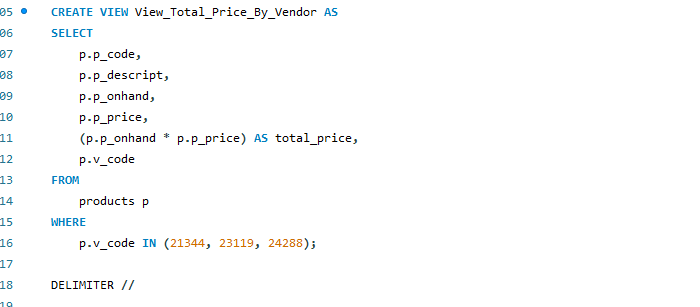 05 CREATE VIEW View_Total_Price_By_Vendor AS
06 SELECT
07 p.p_code,
08 p.p_descript,
09 p.p_onhand,
10 p.p_price,
11 (p.p_onhand * p.p_price) AS total_price,
12 p.v_code
13 FROM
14 products p
15 WHERE
16 p.v_code IN (21344, 23119, 24288);
17
18 DELIMITER //
19